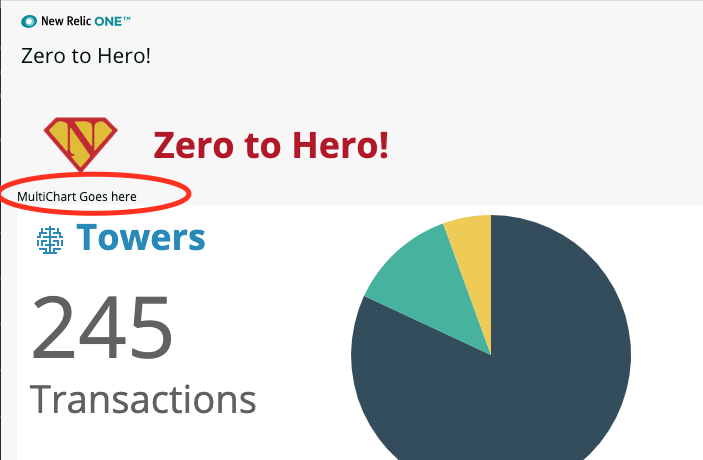 New Relic ONE™
Zero to Hero!
N
Zero to Hero!
MultiChart Goes here
Towers
245
Transactions